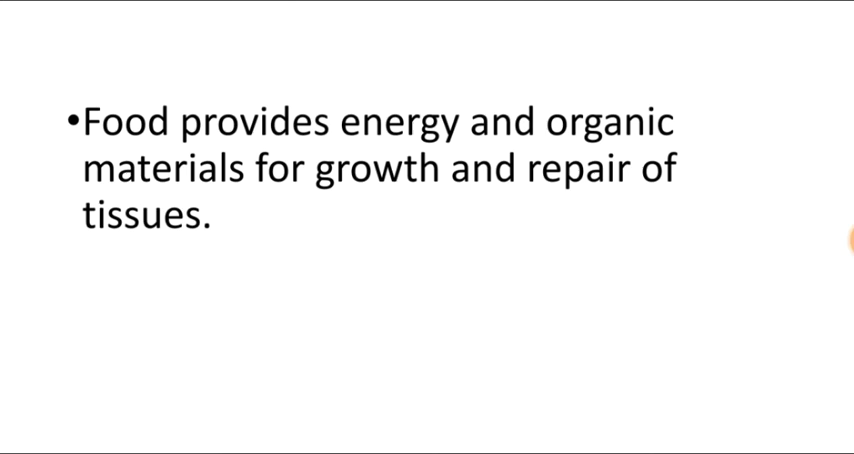 •Food provides energy and organic
materials for growth and repair of
tissues.